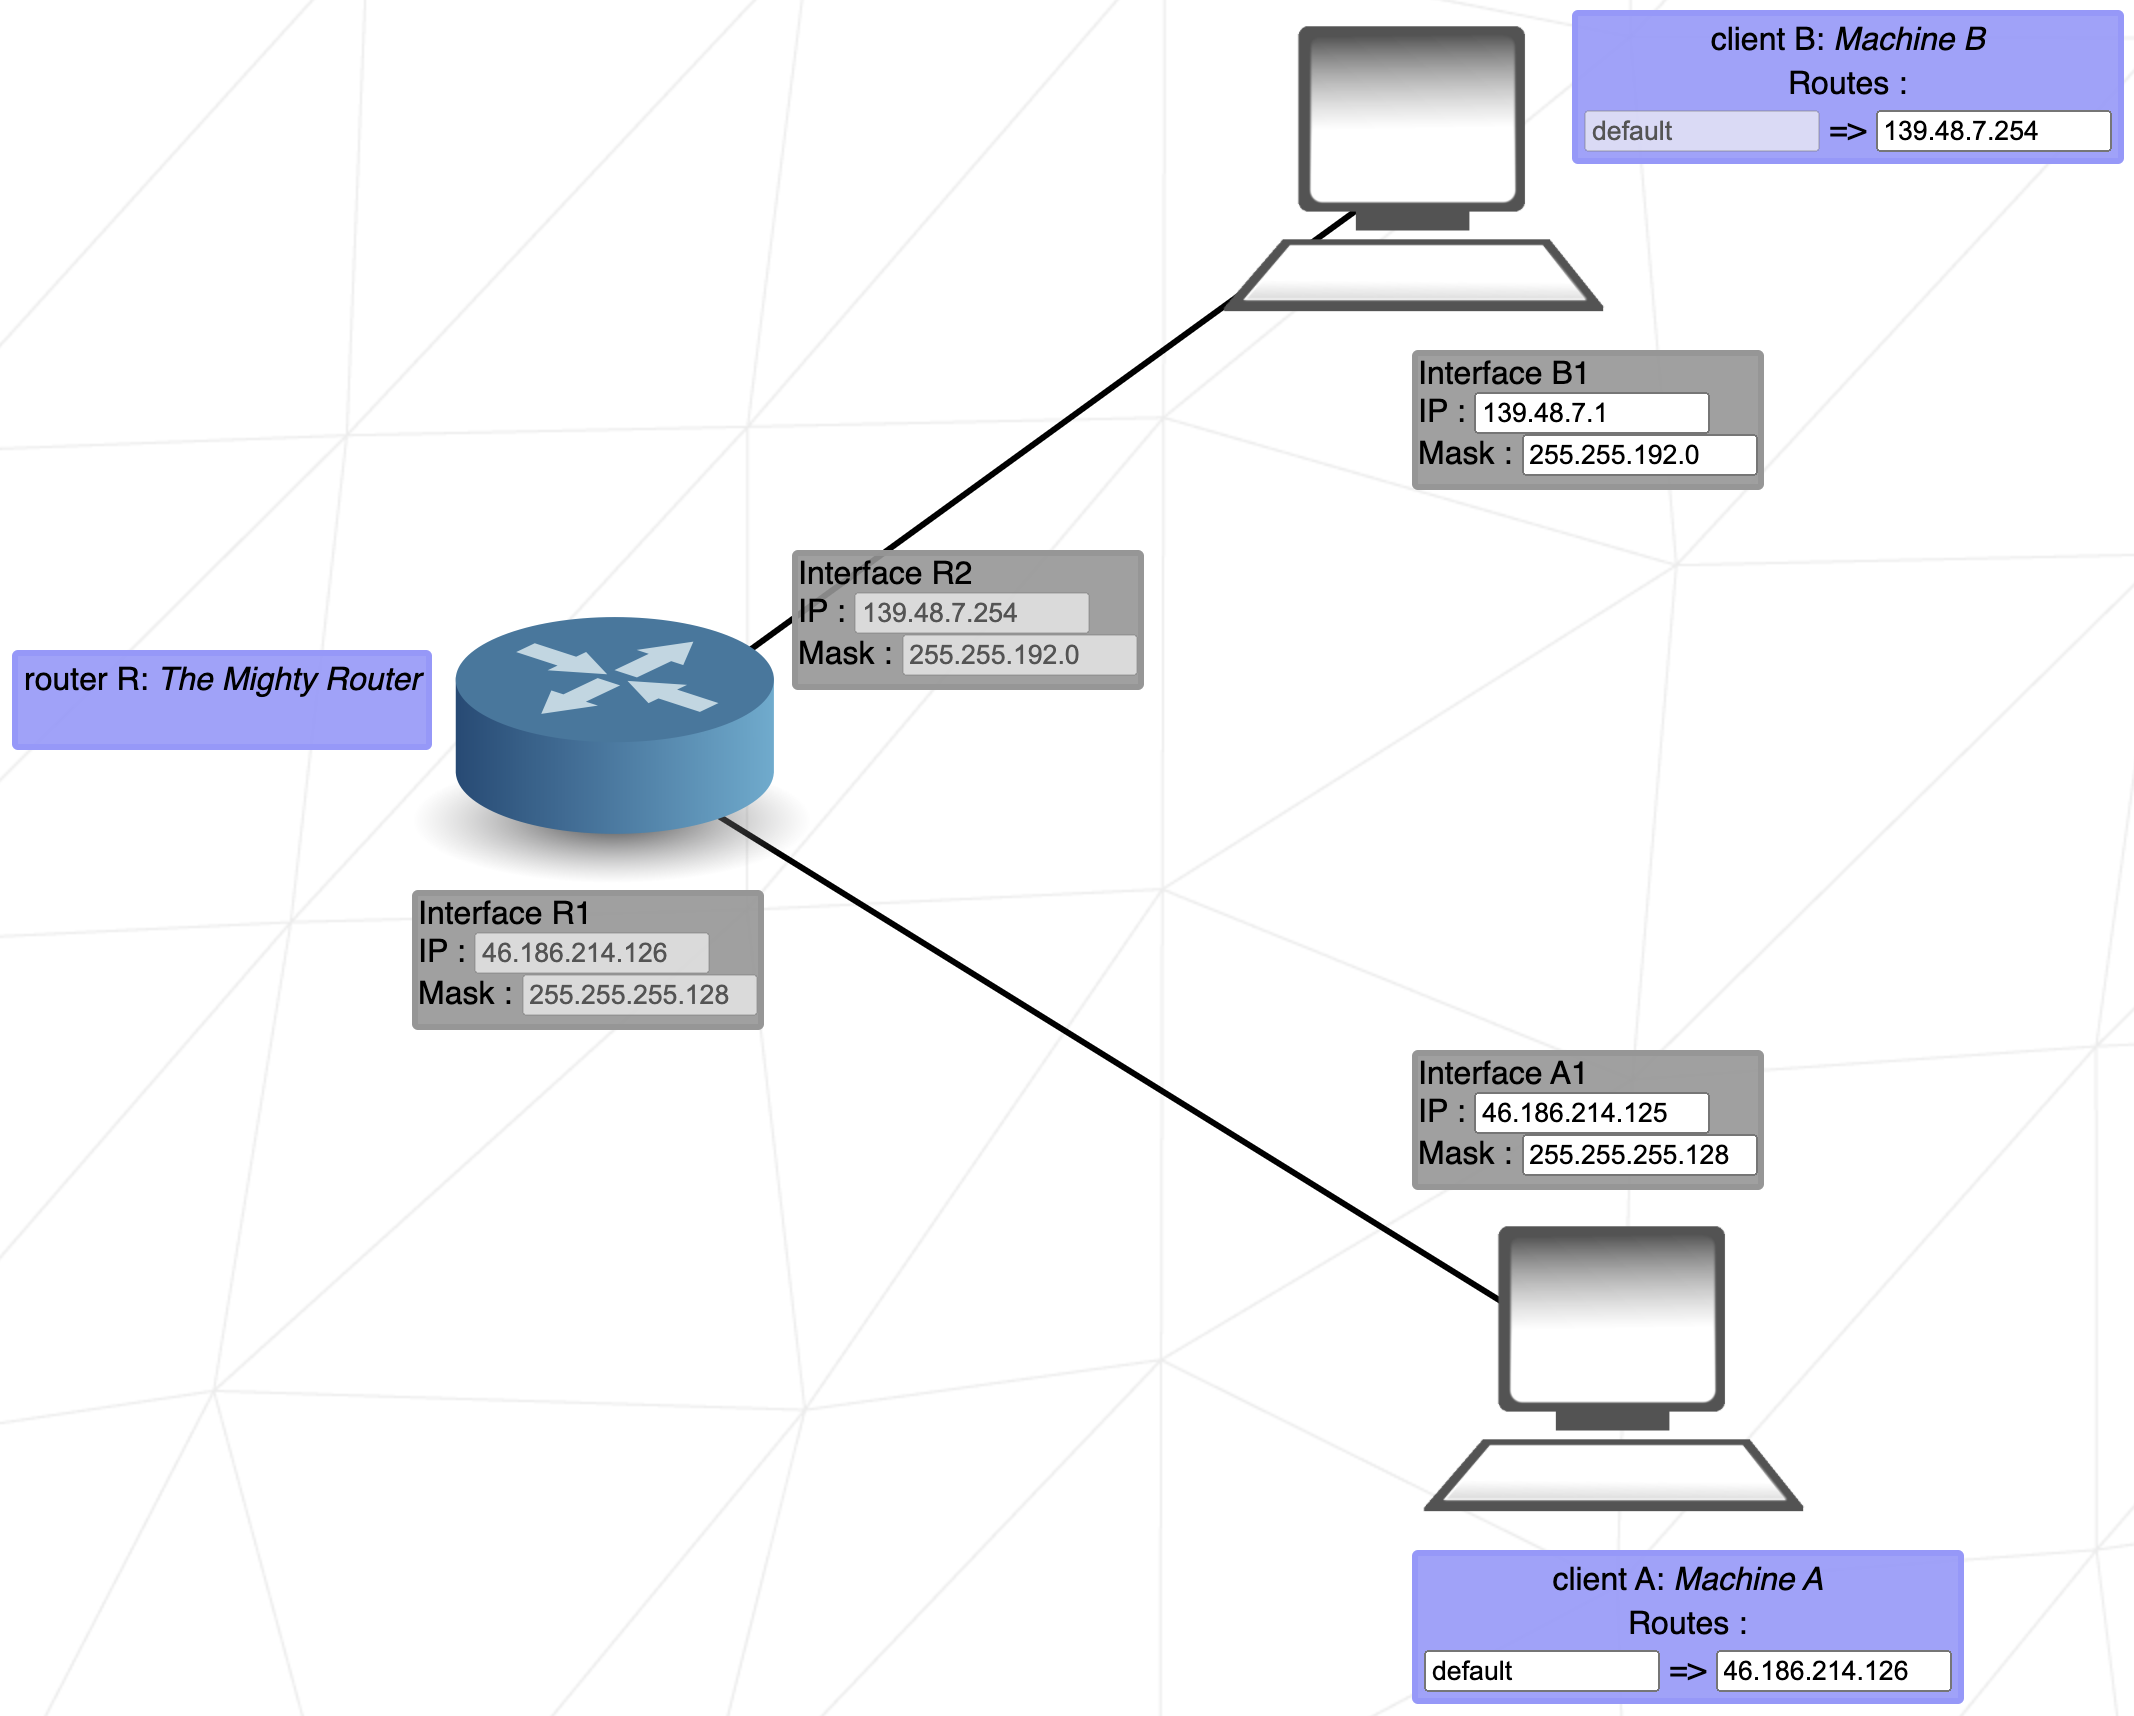 client B: Machine B
Routes :
default => 139.48.7.254
Interface B1
IP : 139.48.7.1
Mask : 255.255.192.0
Interface R2
IP : 139.48.7.254
Mask : 255.255.192.0
router R: The Mighty Router
Interface R1
IP : 46.186.214.126
Mask : 255.255.255.128
Interface A1
IP : 46.186.214.125
Mask : 255.255.255.128
client A: Machine A
Routes :
default => 46.186.214.126